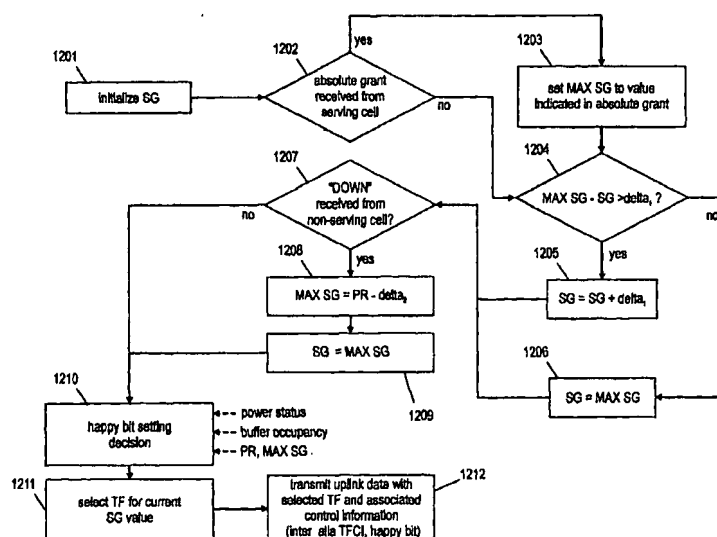 1201
initialize SG
1202
absolute grant
received from
serving cell
yes
no
1203
set MAX SG to value
indicated in absolute grant
1204
MAX SG - SG >delta₁ ?
no
yes
1205
SG = SG + delta₁
1206
SG = MAX SG
1207
"DOWN"
received from
non-serving cell?
no
yes
1208
MAX SG = PR - delta₂
SG = MAX SG
1209
1210
happy bit setting
decision
power status
buffer occupancy
PR, MAX SG
1211
select TF for current
SG value
1212
transmit uplink data with
selected TF and associated
control information
(inter alia TFCI, happy bit)